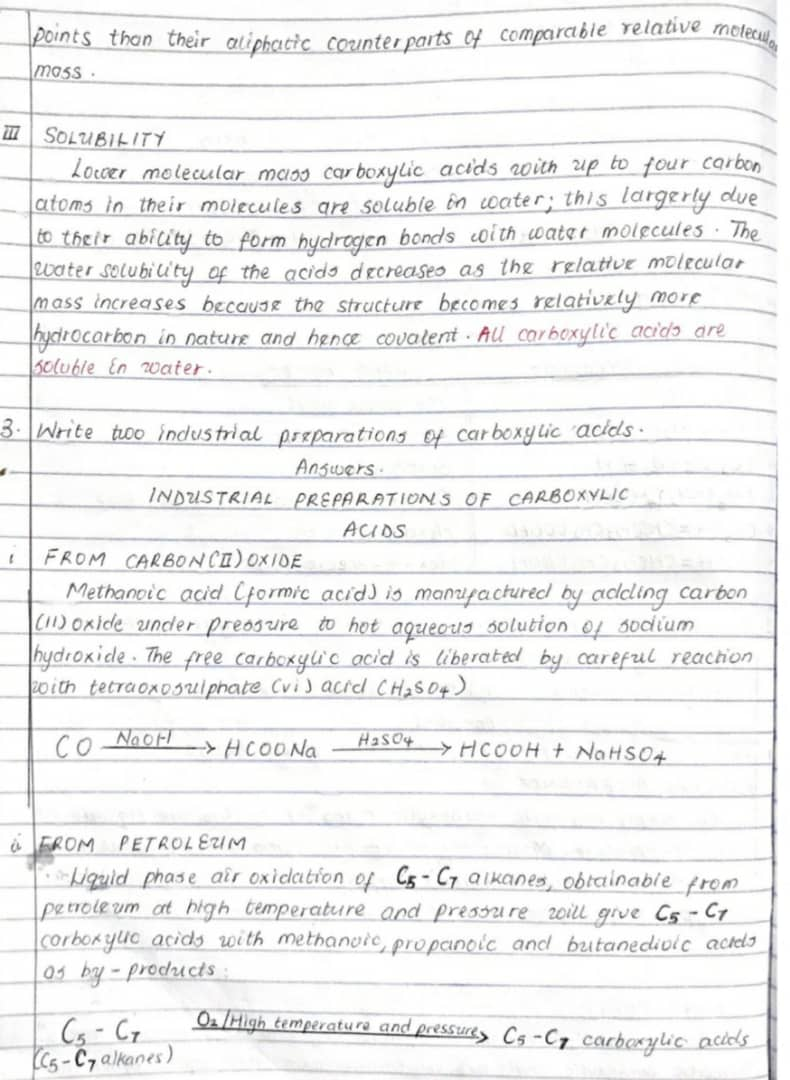 points than their aliphatic counterparts of comparable relative molecular
mass.
III SOLUBILITY
Lower molecular mass carboxylic acids with up to four carbon
atoms in their molecules are soluble in water; this largerly due
to their ability to form hydrogen bonds with water molecules. The
water solubility of the acids decreases as the relative molecular
mass increases because the structure becomes relatively more
hydrocarbon in nature and hence covalent. All carboxylic acids are
soluble in water.
3. Write two industrial preparations of carboxylic acids.
Answers.
INDUSTRIAL PREPARATIONS OF CARBOXYLIC
ACIDS
i FROM CARBON(II) OXIDE
Methanoic acid (formic acid) is manufactured by adding carbon
(II) oxide under pressure to hot aqueous solution of sodium
hydroxide. The free carboxylic acid is liberated by careful reaction
with tetraoxosulphate (vi) acid (H₂SO₄)
CO NaOH → HCOONa H₂SO₄ → HCOOH + NaHSO₄
ii FROM PETROLEUM
Liquid phase air oxidation of C₅ - C₇ alkanes, obtainable from
petroleum at high temperature and pressure will give C₅ - C₇
carboxylic acids with methanoic, propanoic and butanedioic acids
as by - products:
C₅ - C₇ O₂/High temperature and pressure → C₅ - C₇ carboxylic acids
(C₅ - C₇ alkanes)